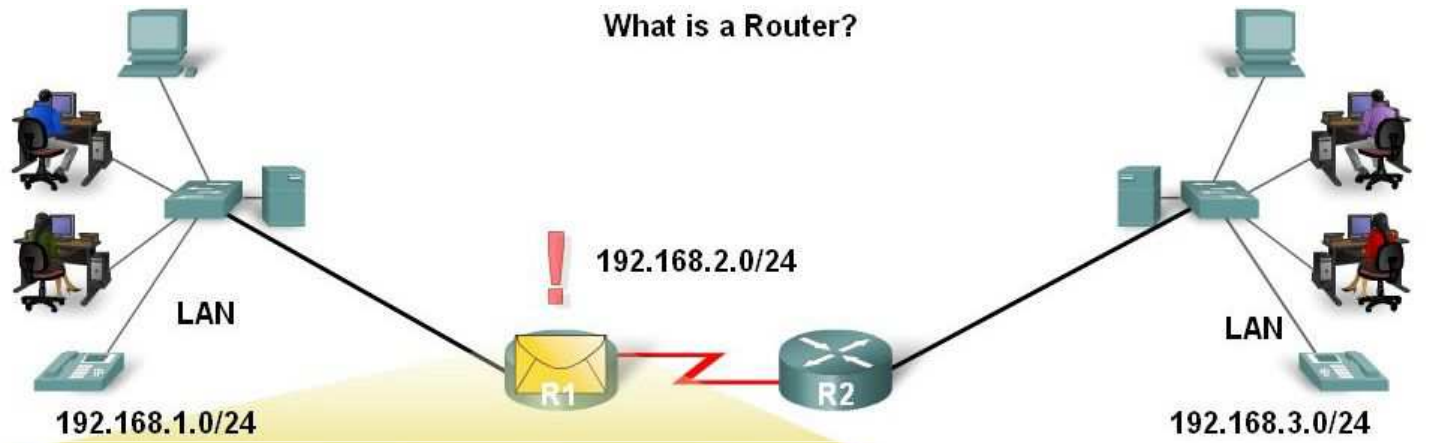 What is a Router?
192.168.2.0/24
LAN
LAN
R1
R2
192.168.1.0/24
192.168.3.0/24